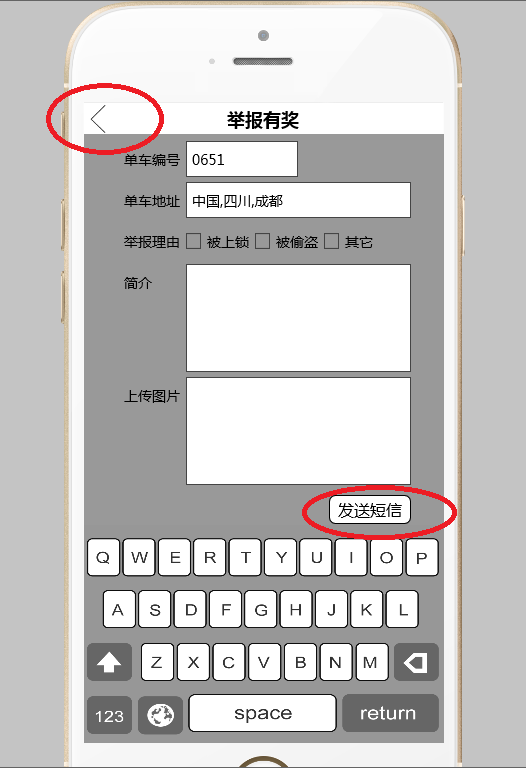 举报有奖
单车编号 0651
单车地址 中国,四川,成都
举报理由 被上锁 被偷盗 其它
简介
上传图片
发送短信
Q W E R T Y U I O P
A S D F G H J K L
Z X C V B N M
123 space return